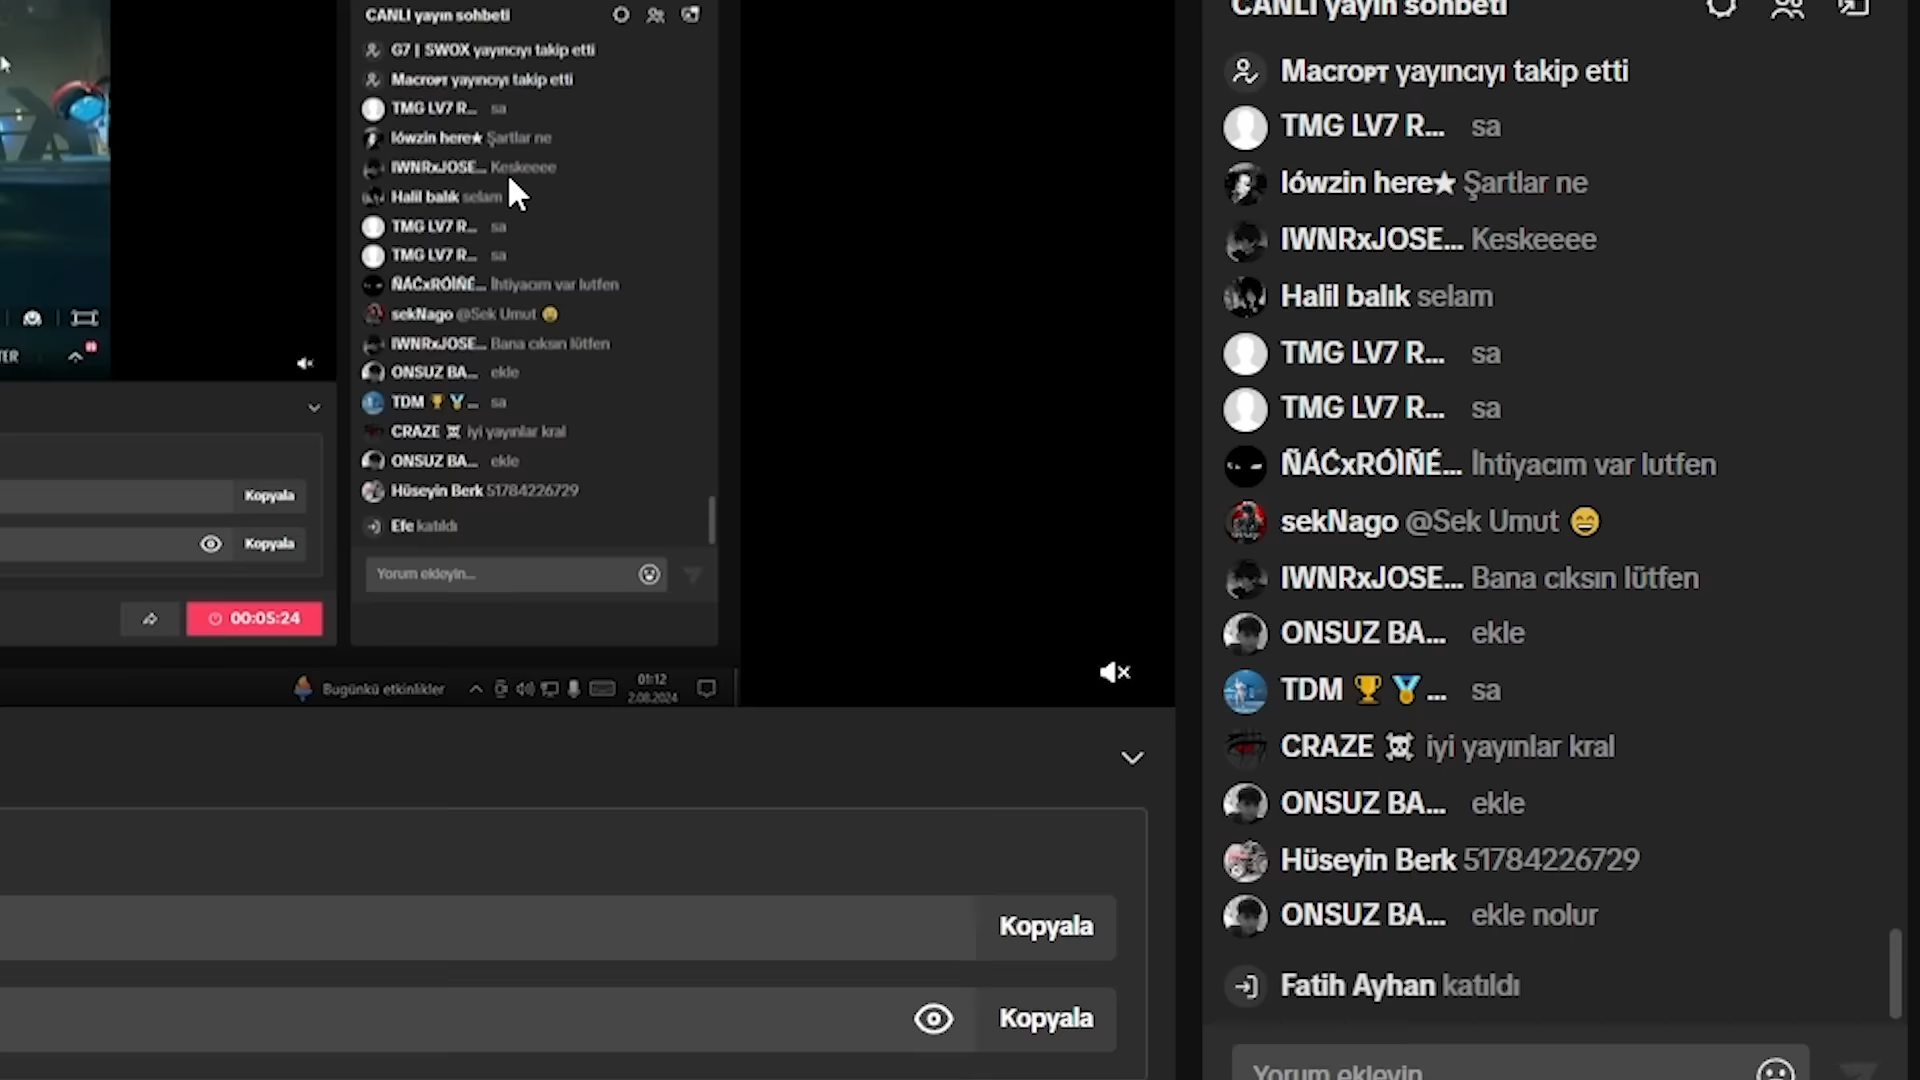 CANLI yayın sohbeti
G7 | SWOX yayıncıyı takip etti
Macroᴘᴛ yayıncıyı takip etti
TMG LV7 R... sa
lówzin here★ Şartlar ne
IWNRxJOSE... Keskeeee
Halil balık selam
TMG LV7 R... sa
TMG LV7 R... sa
ÑÁĆxRÓÌÑÉ... İhtiyacım var lutfen
sekNago @Sek Umut 😄
IWNRxJOSE... Bana cıksın lütfen
ONSUZ BA... ekle
TDM 🏆 🏅... sa
CRAZE ☠ iyi yayınlar kral
ONSUZ BA... ekle
Hüseyin Berk 51784226729
Efe katıldı
Yorum ekleyin...
TER
Kopyala
Kopyala
00:05:24
Bugünkü etkinlikler
01:12
2.08.2024
Kopyala
Kopyala
CANLI yayın sohbeti
Macroᴘᴛ yayıncıyı takip etti
TMG LV7 R... sa
lówzin here★ Şartlar ne
IWNRxJOSE... Keskeeee
Halil balık selam
TMG LV7 R... sa
TMG LV7 R... sa
ÑÁĆxRÓÌÑÉ... İhtiyacım var lutfen
sekNago @Sek Umut 😄
IWNRxJOSE... Bana cıksın lütfen
ONSUZ BA... ekle
TDM 🏆 🏅... sa
CRAZE ☠ iyi yayınlar kral
ONSUZ BA... ekle
Hüseyin Berk 51784226729
ONSUZ BA... ekle nolur
Fatih Ayhan katıldı
Yorum ekleyin